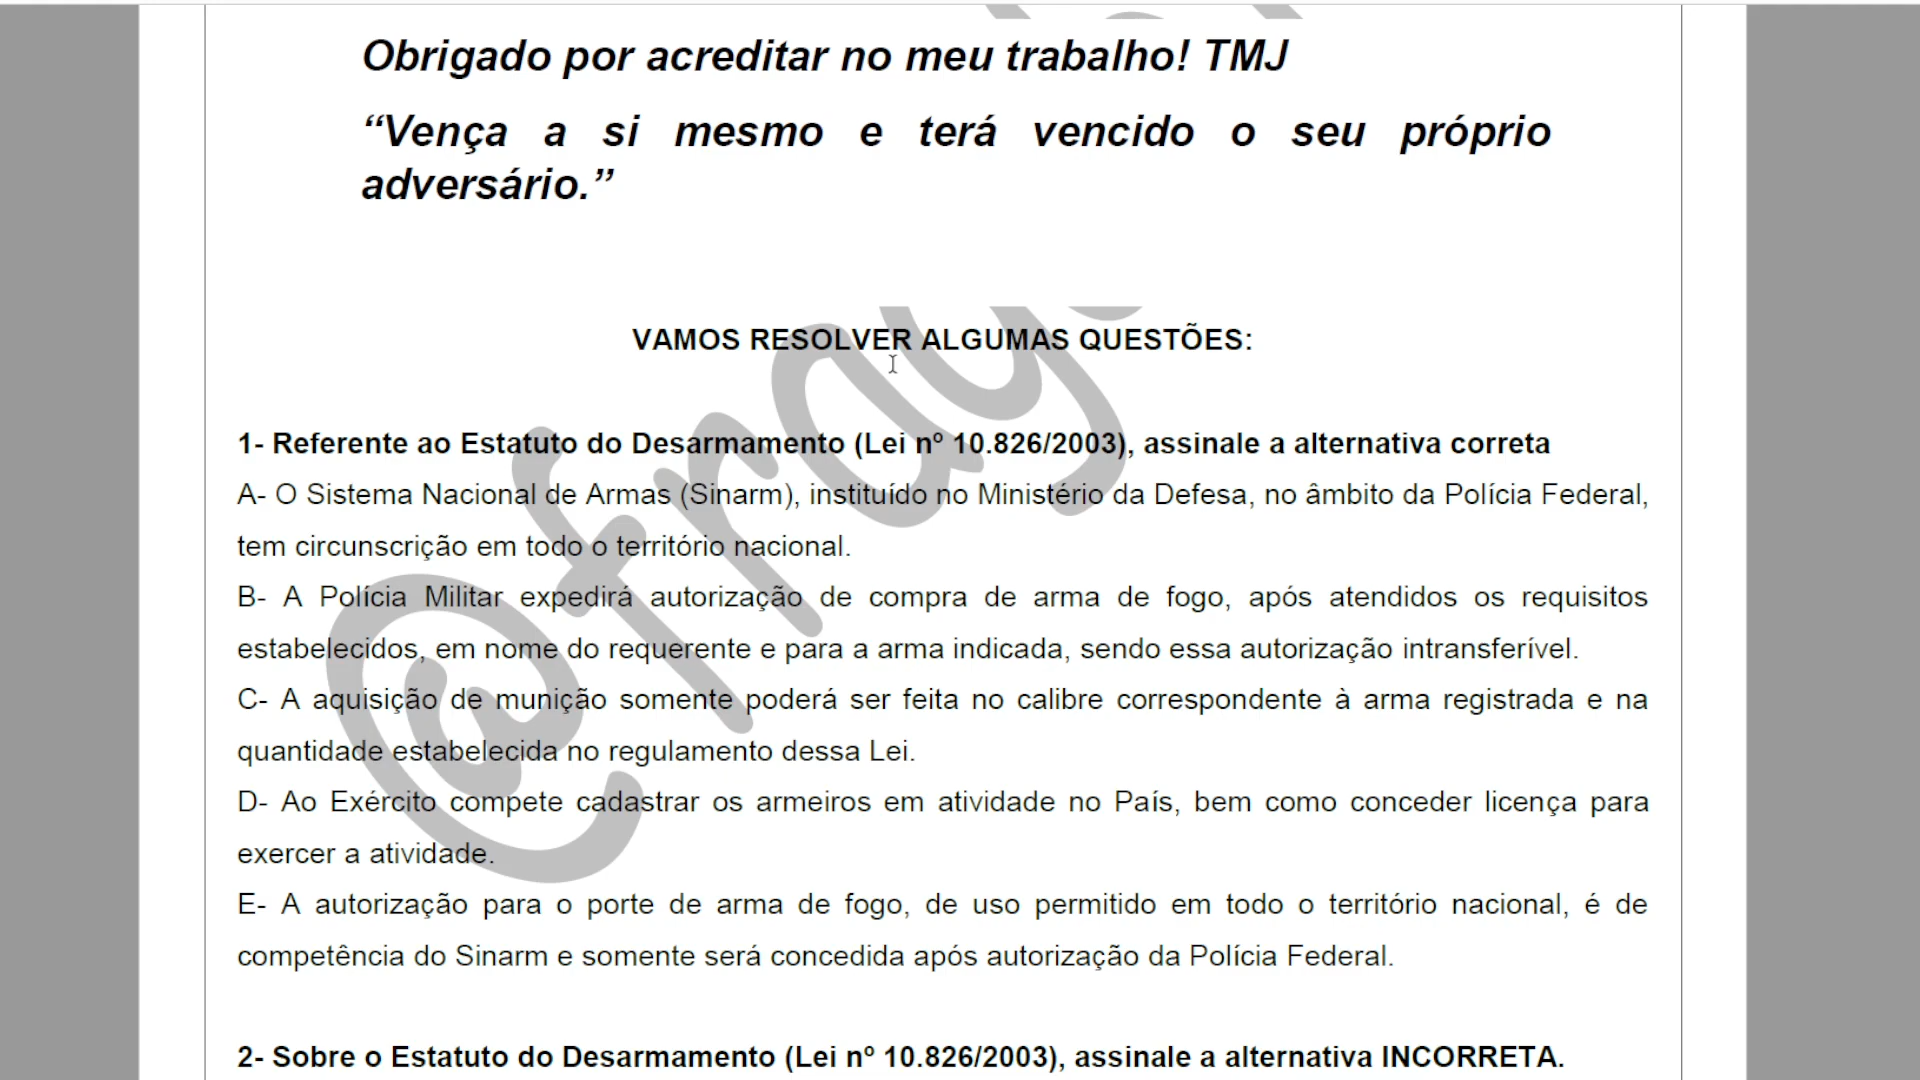 Obrigado por acreditar no meu trabalho! TMJ
“Vença a si mesmo e terá vencido o seu próprio
adversário.”
VAMOS RESOLVER ALGUMAS QUESTÕES:
1- Referente ao Estatuto do Desarmamento (Lei nº 10.826/2003), assinale a alternativa correta
A- O Sistema Nacional de Armas (Sinarm), instituído no Ministério da Defesa, no âmbito da Polícia Federal,
tem circunscrição em todo o território nacional.
B- A Polícia Militar expedirá autorização de compra de arma de fogo, após atendidos os requisitos
estabelecidos, em nome do requerente e para a arma indicada, sendo essa autorização intransferível.
C- A aquisição de munição somente poderá ser feita no calibre correspondente à arma registrada e na
quantidade estabelecida no regulamento dessa Lei.
D- Ao Exército compete cadastrar os armeiros em atividade no País, bem como conceder licença para
exercer a atividade.
E- A autorização para o porte de arma de fogo, de uso permitido em todo o território nacional, é de
competência do Sinarm e somente será concedida após autorização da Polícia Federal.
2- Sobre o Estatuto do Desarmamento (Lei nº 10.826/2003), assinale a alternativa INCORRETA.